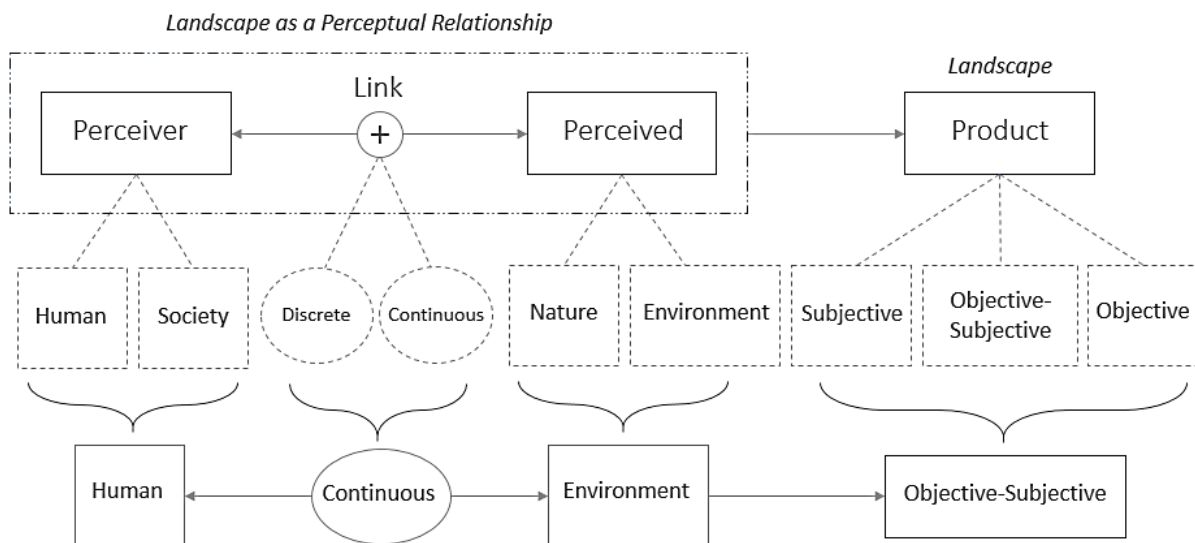 Landscape as a Perceptual Relationship
Landscape
Link
Perceiver
+
Perceived
Product
Human
Society
Discrete
Continuous
Nature
Environment
Subjective
Objective-
Subjective
Objective
Human
Continuous
Environment
Objective-Subjective